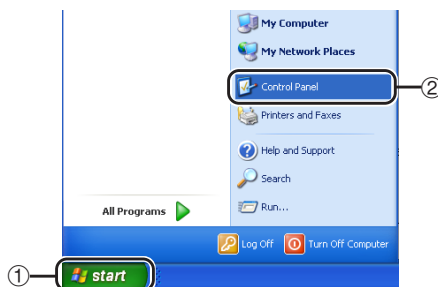 My Computer
My Network Places
Control Panel
②
Printers and Faxes
Help and Support
Search
All Programs
Run...
Log Off
Turn Off Computer
①
start